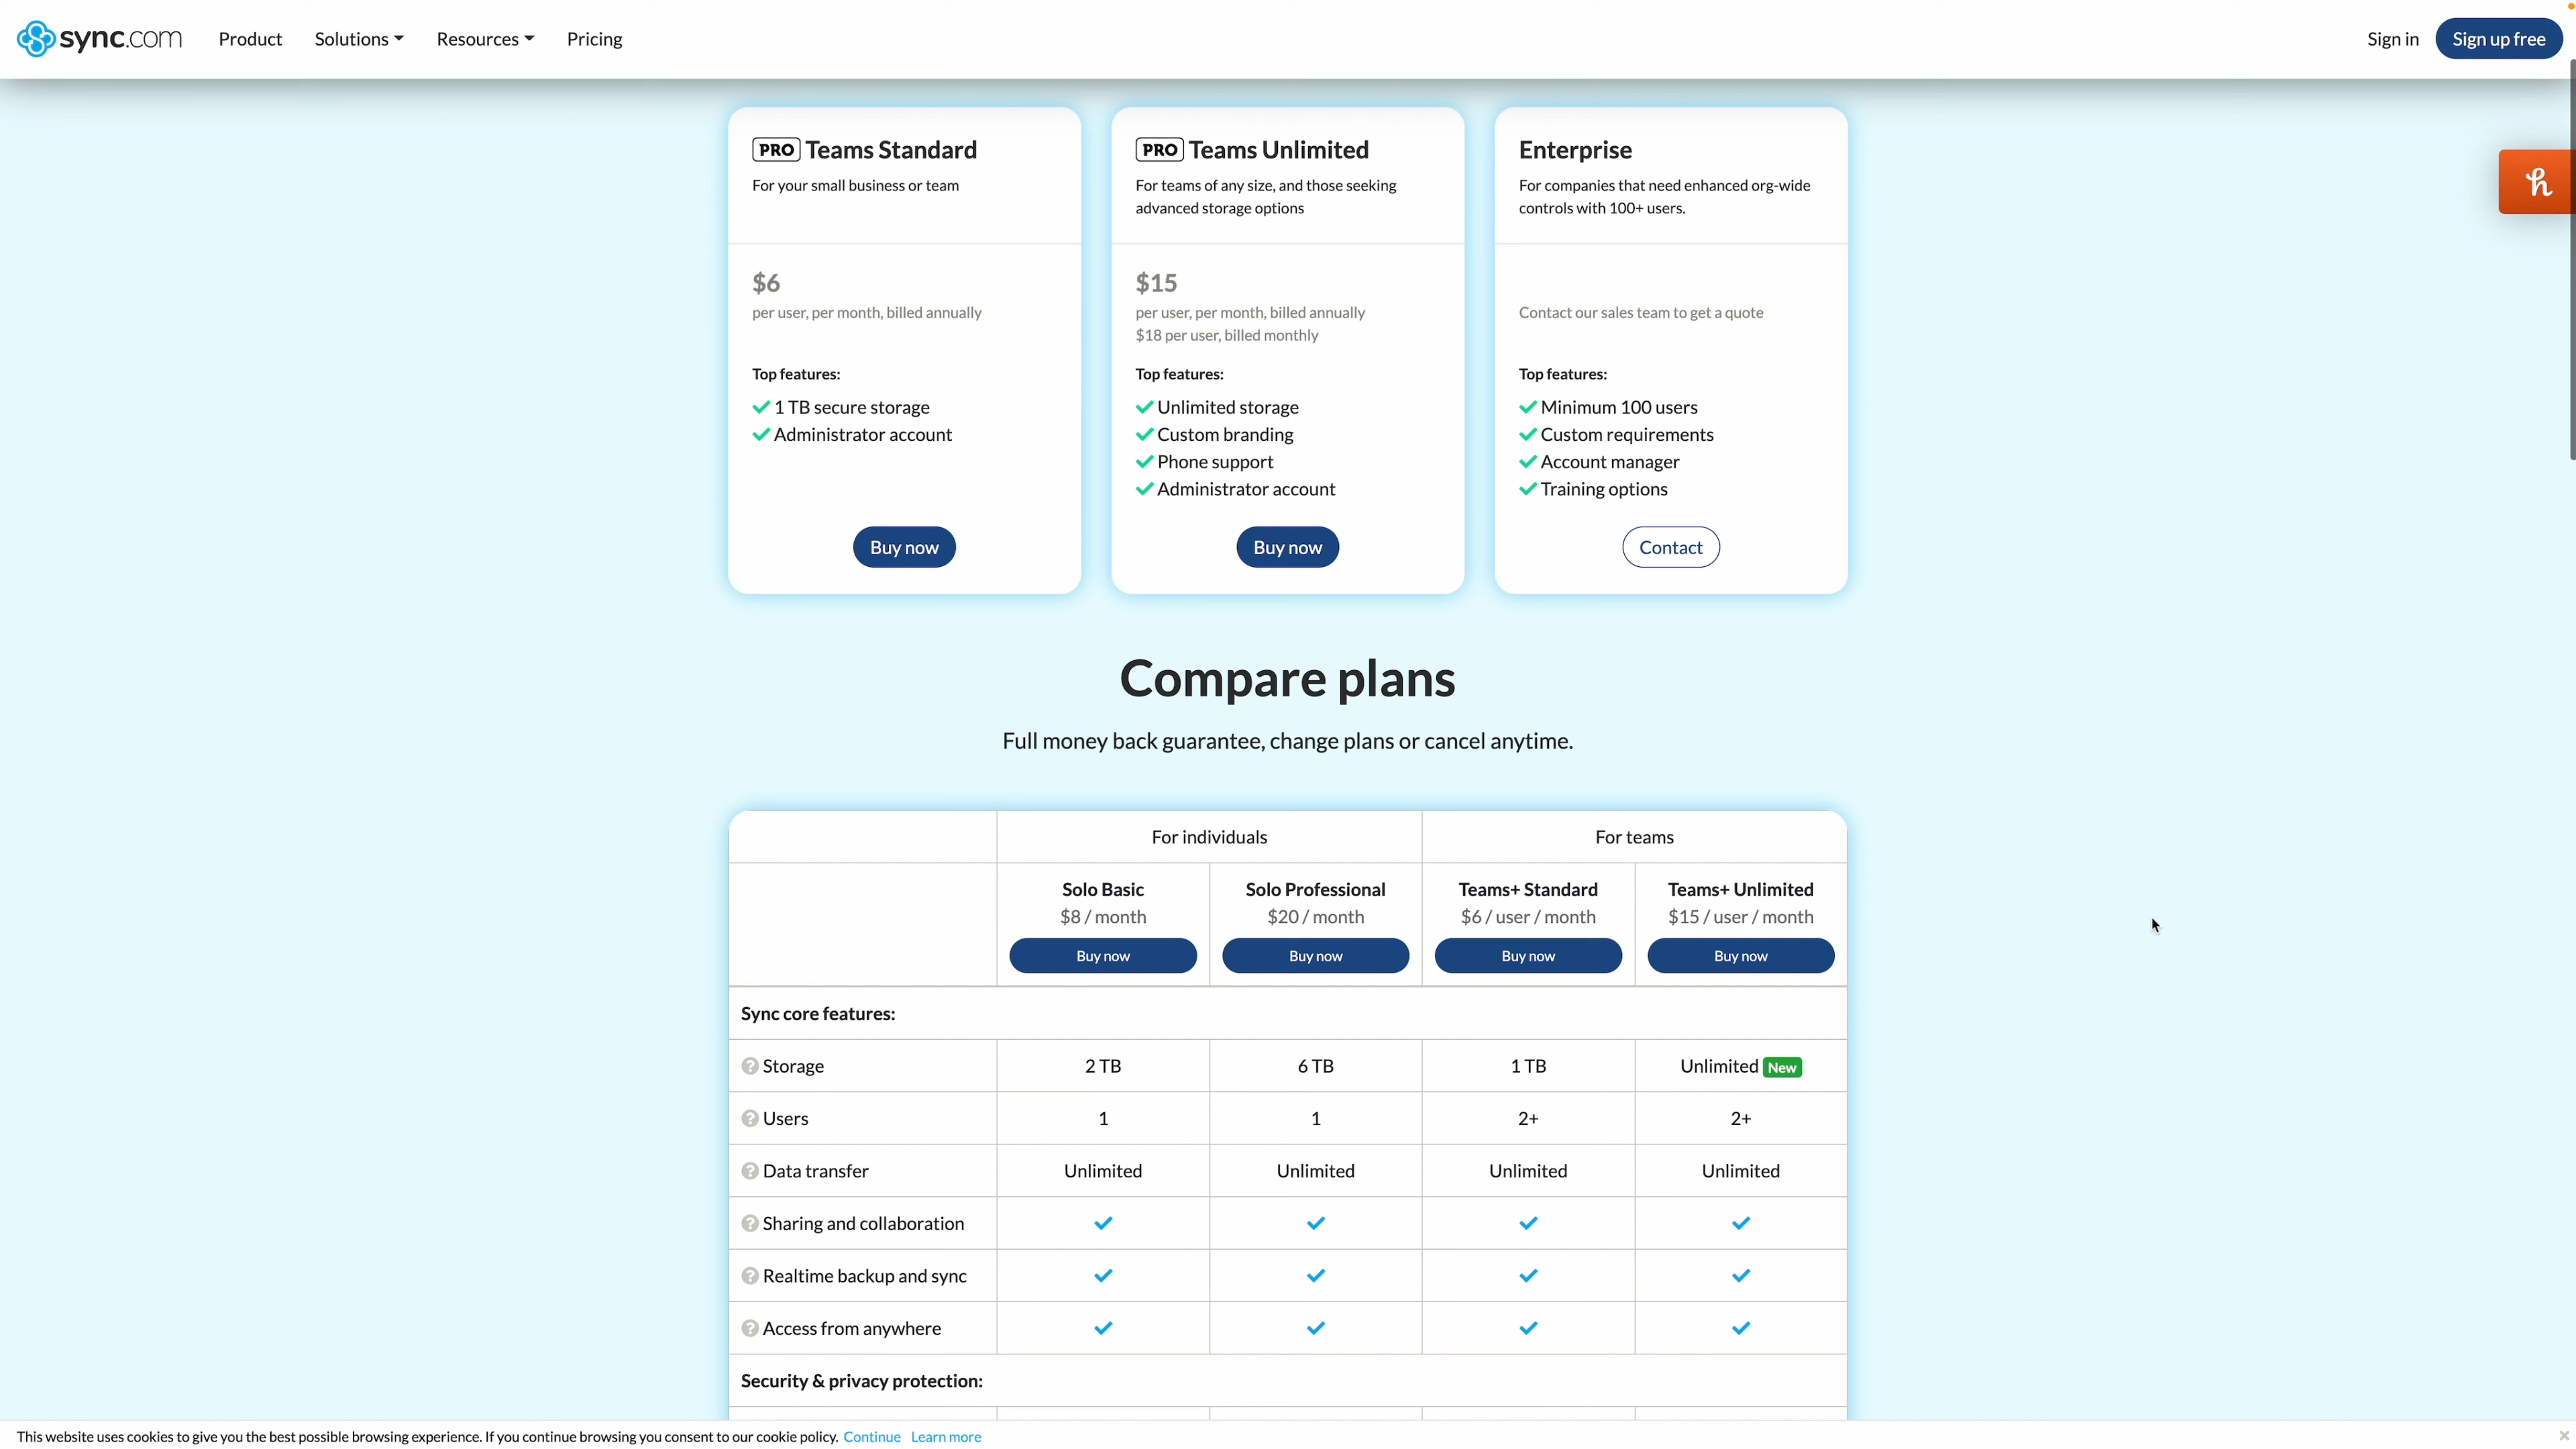 sync.com Product Solutions Resources Pricing Sign in Sign up free
PRO Teams Standard
For your small business or team
$6
per user, per month, billed annually
Top features:
1 TB secure storage
Administrator account
Buy now
PRO Teams Unlimited
For teams of any size, and those seeking
advanced storage options
$15
per user, per month, billed annually
$18 per user, billed monthly
Top features:
Unlimited storage
Custom branding
Phone support
Administrator account
Buy now
Enterprise
For companies that need enhanced org-wide
controls with 100+ users.
Contact our sales team to get a quote
Top features:
Minimum 100 users
Custom requirements
Account manager
Training options
Contact
h
Compare plans
Full money back guarantee, change plans or cancel anytime.
For individuals For teams
Solo Basic Solo Professional Teams+ Standard Teams+ Unlimited
$8 / month $20 / month $6 / user / month $15 / user / month
Buy now Buy now Buy now Buy now
Sync core features:
? Storage 2 TB 6 TB 1 TB Unlimited New
? Users 1 1 2+ 2+
? Data transfer Unlimited Unlimited Unlimited Unlimited
? Sharing and collaboration
? Realtime backup and sync
? Access from anywhere
Security & privacy protection:
This website uses cookies to give you the best possible browsing experience. If you continue browsing you consent to our cookie policy. Continue Learn more